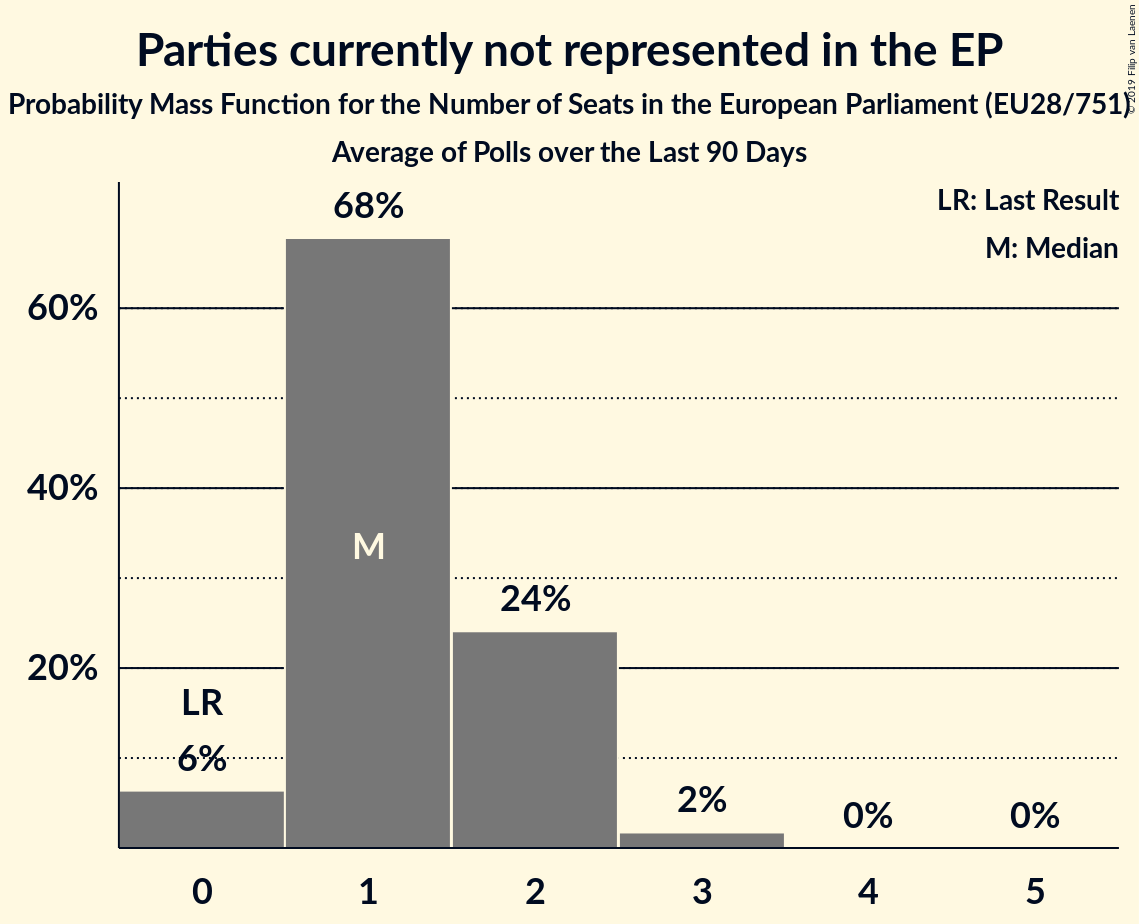 Parties currently not represented in the EP
Probability Mass Function for the Number of Seats in the European Parliament (EU28/751)
Average of Polls over the Last 90 Days
© 2019 Filip van Laenen
LR: Last Result
M: Median
68%
60%
40%
M
24%
20%
LR
6%
2%
0%
0%
0 1 2 3 4 5